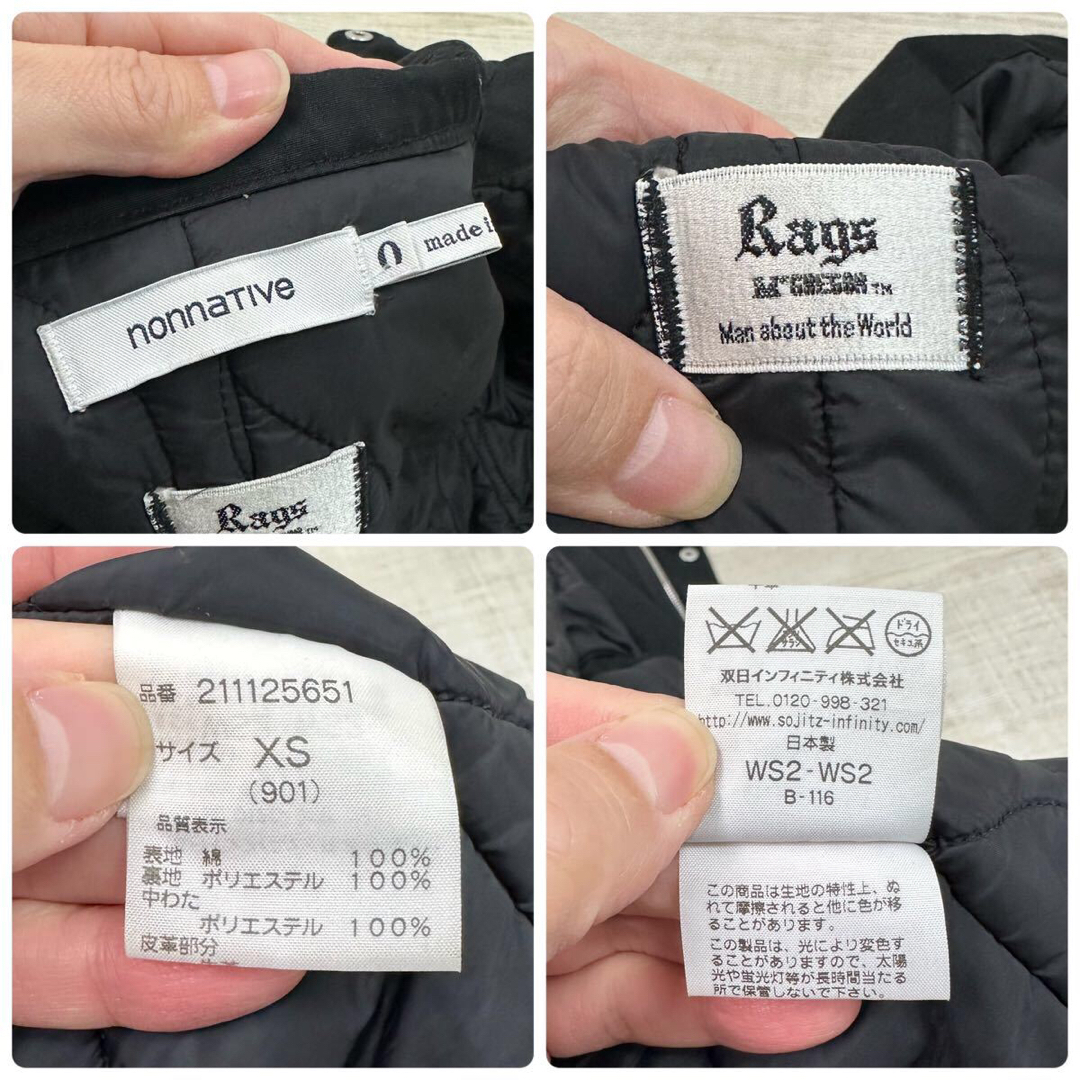 nonnative
0
made i
Rags
Rags
McGREGOR™
Man about the World
品番 211125651
サイズ XS
(901)
品質表示
表地 綿 100%
裏地 ポリエステル 100%
中わた
ポリエステル 100%
皮革部分
ドライ
セキユ系
双日インフィニティ株式会社
TEL.0120-998-321
http://www.sojitz-infinity.com/
日本製
WS2-WS2
B-116
この商品は生地の特性上、ぬ
れて摩擦されると他に色が移
ることがあります。
この製品は、光により変色す
ることがありますので、太陽
光や蛍光灯等が長時間当たる
所で保管しないで下さい。